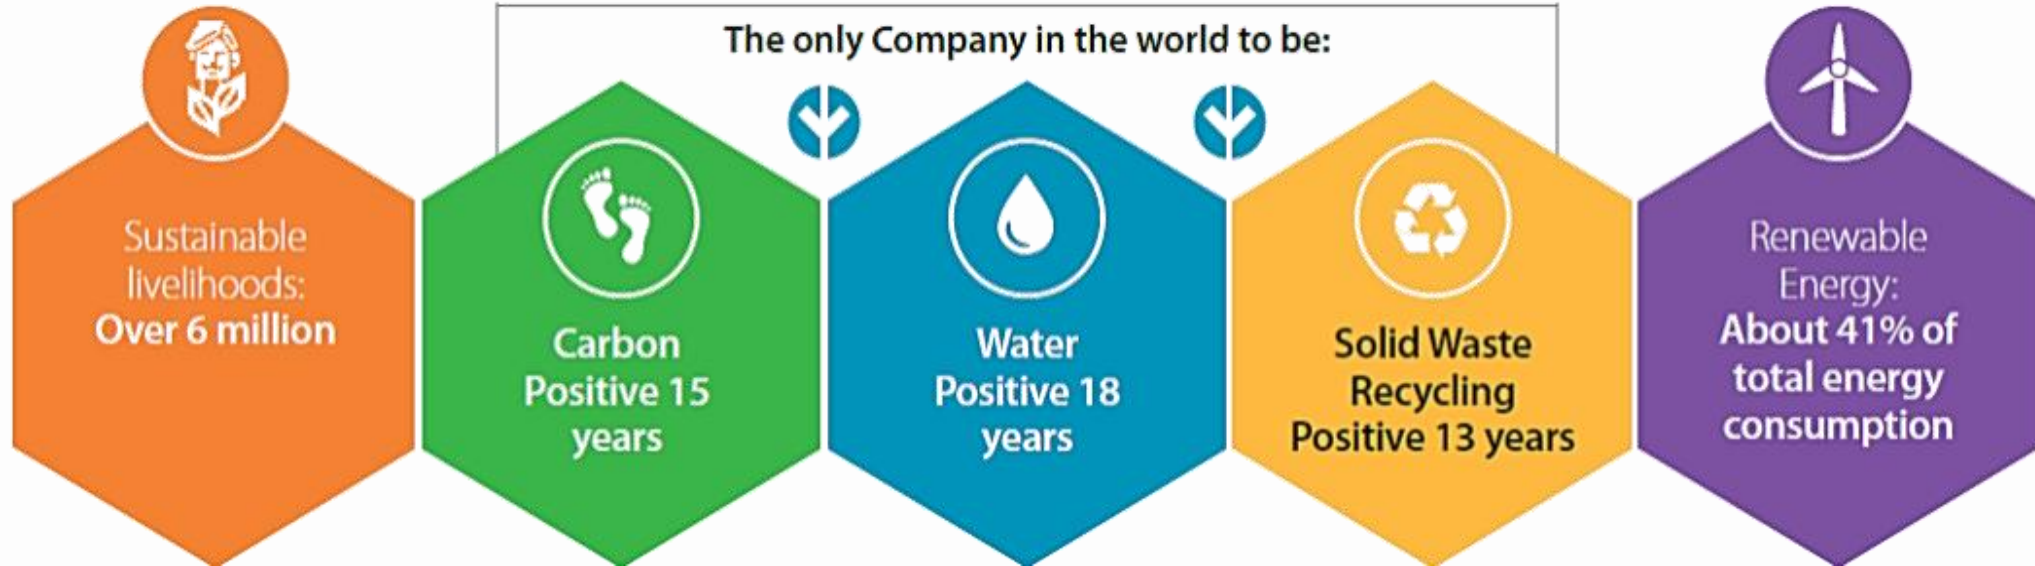 The only Company in the world to be:
Sustainable
livelihoods:
Over 6 million
Carbon
Positive 15
years
Water
Positive 18
years
Solid Waste
Recycling
Positive 13 years
Renewable
Energy:
About 41% of
total energy
consumption